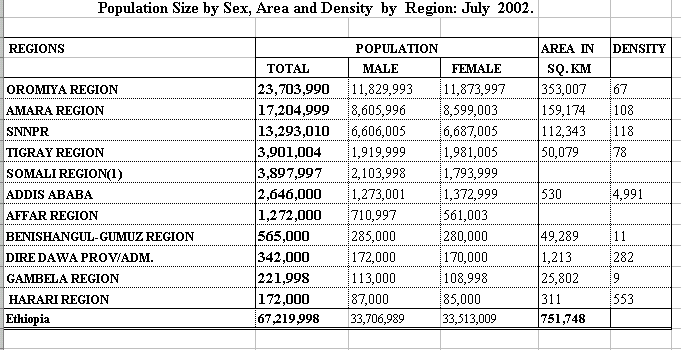 Population Size by Sex, Area and Density by Region: July 2002.
REGIONS POPULATION AREA IN DENSITY
TOTAL MALE FEMALE SQ.KM
OROMIYA REGION 23,703,990 11,829,993 11,873,997 353,007 67
AMARA REGION 17,204,999 8,605,996 8,599,003 159,174 108
SNNPR 13,293,010 6,606,005 6,687,005 112,343 118
TIGRAY REGION 3,901,004 1,919,999 1,981,005 50,079 78
SOMALI REGION(1) 3,897,997 2,103,998 1,793,999
ADDIS ABABA 2,646,000 1,273,001 1,372,999 530 4,991
AFFAR REGION 1,272,000 710,997 561,003
BENISHANGUL-GUMUZ REGION 565,000 285,000 280,000 49,289 11
DIRE DAWA PROV/ADM. 342,000 172,000 170,000 1,213 282
GAMBELA REGION 221,998 113,000 108,998 25,802 9
HARARI REGION 172,000 87,000 85,000 311 553
Ethiopia 67,219,998 33,706,989 33,513,009 751,748